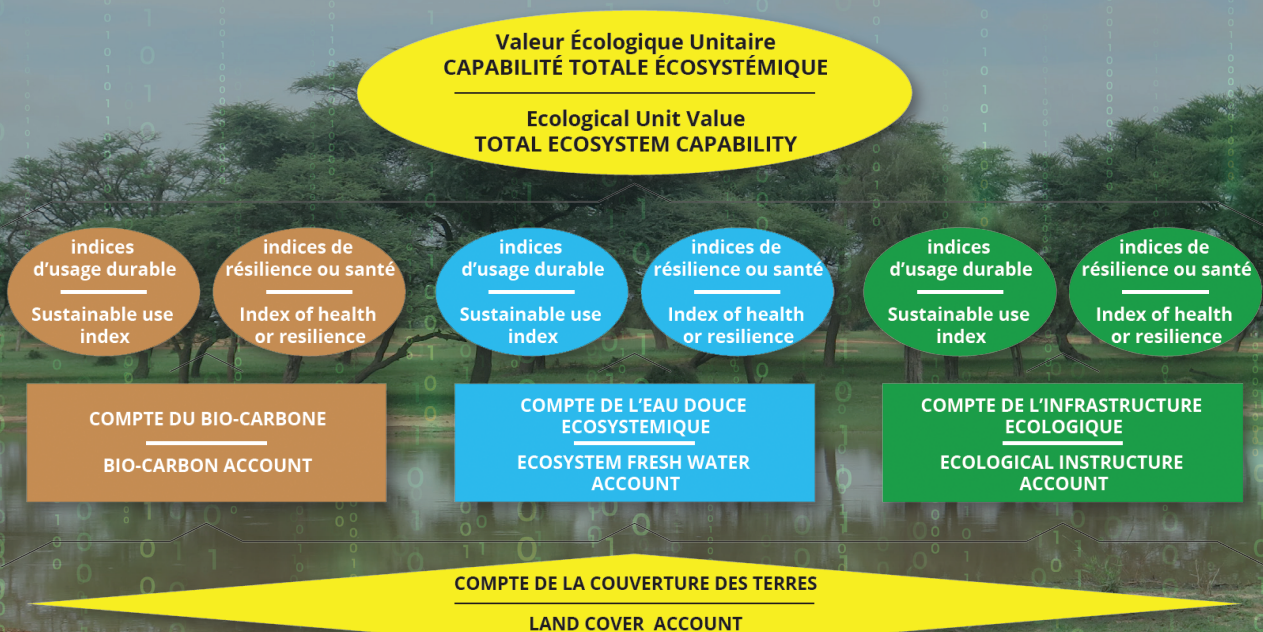 Valeur Écologique Unitaire
CAPABILITÉ TOTALE ÉCOSYSTÉMIQUE
Ecological Unit Value
TOTAL ECOSYSTEM CAPABILITY
indices
d’usage durable
Sustainable use
index
indices de
résilience ou santé
Index of health
or resilience
indices
d’usage durable
Sustainable use
index
indices de
résilience ou santé
Index of health
or resilience
indices
d’usage durable
Sustainable use
index
indices de
résilience ou santé
Index of health
or resilience
COMPTE DU BIO-CARBONE
BIO-CARBON ACCOUNT
COMPTE DE L’EAU DOUCE
ECOSYSTEMIQUE
ECOSYSTEM FRESH WATER
ACCOUNT
COMPTE DE L’INFRASTRUCTURE
ECOLOGIQUE
ECOLOGICAL INSTRUCTURE
ACCOUNT
COMPTE DE LA COUVERTURE DES TERRES
LAND COVER ACCOUNT